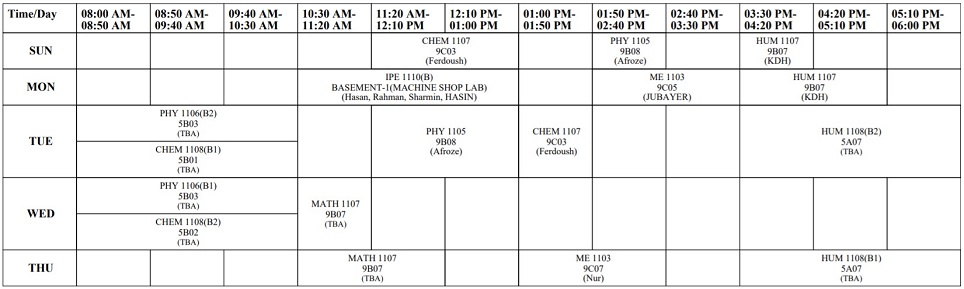 Time/Day 08:00 AM- 08:50 AM- 09:40 AM- 10:30 AM- 11:20 AM- 12:10 PM- 01:00 PM- 01:50 PM- 02:40 PM- 03:30 PM- 04:20 PM- 05:10 PM-
08:50 AM 09:40 AM 10:30 AM 11:20 AM 12:10 PM 01:00 PM 01:50 PM 02:40 PM 03:30 PM 04:20 PM 05:10 PM 06:00 PM
SUN
CHEM 1107
9C03
(Ferdoush)
PHY 1105
9B08
(Afroze)
HUM 1107
9B07
(KDH)
MON
IPE 1110(B)
BASEMENT-1(MACHINE SHOP LAB)
(Hasan, Rahman, Sharmin, HASIN)
ME 1103
9C05
(JUBAYER)
HUM 1107
9B07
(KDH)
TUE
PHY 1106(B2)
5B03
(TBA)
CHEM 1108(B1)
5B01
(TBA)
PHY 1105
9B08
(Afroze)
CHEM 1107
9C03
(Ferdoush)
HUM 1108(B2)
5A07
(TBA)
WED
PHY 1106(B1)
5B03
(TBA)
CHEM 1108(B2)
5B02
(TBA)
MATH 1107
9B07
(TBA)
THU
MATH 1107
9B07
(TBA)
ME 1103
9C07
(Nur)
HUM 1108(B1)
5A07
(TBA)